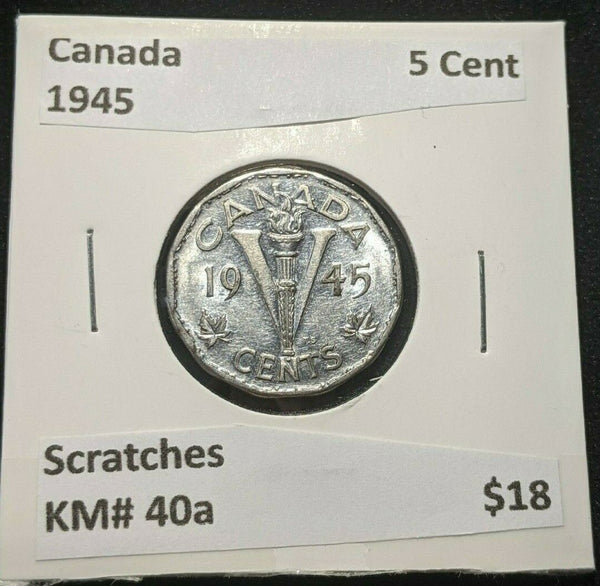 Canada 5 Cent
1945
CANADA
19 V 45
CENTS
Scratches
KM# 40a $18